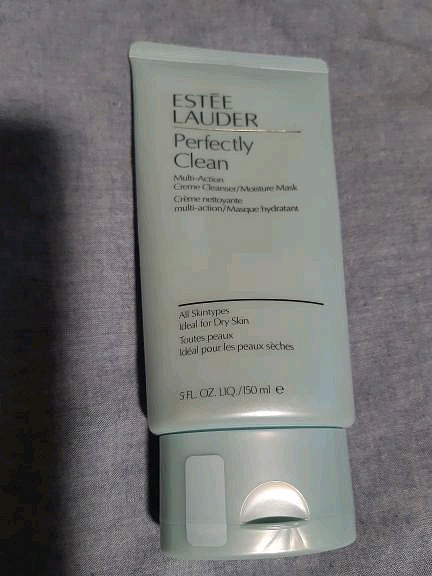 ESTĒE
LAUDER
Perfectly
Clean
Multi-Action
Creme Cleanser/Moisture Mask
Crème nettoyante
multi-action/Masque hydratant
All Skintypes
Ideal for Dry Skin
Toutes peaux
Idéal pour les peaux sèches
5 FL. OZ. LIQ./150 ml ℮